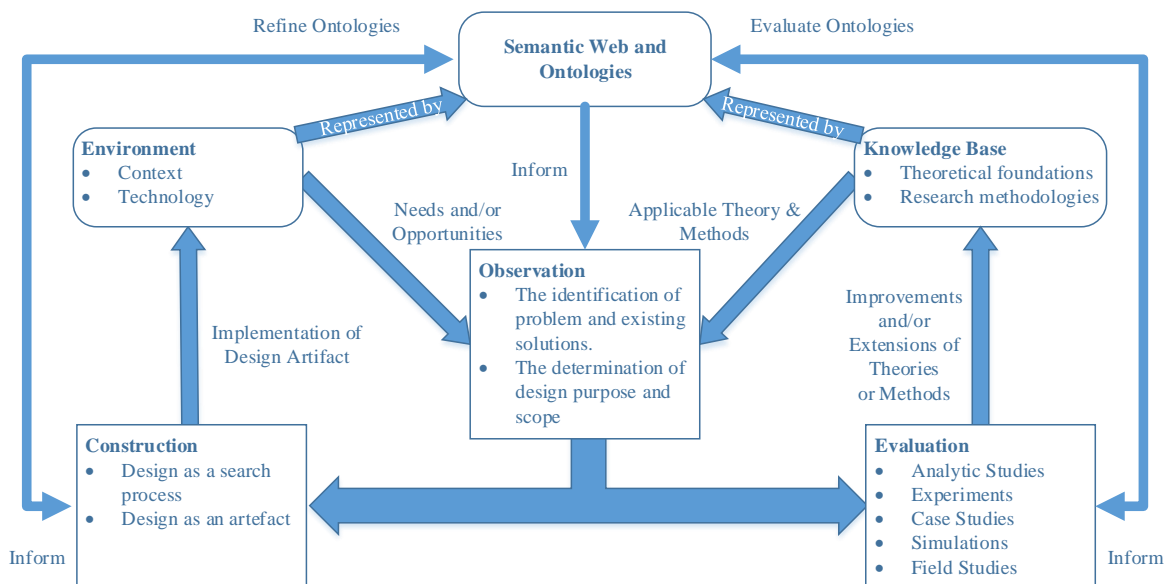 Refine Ontologies
Semantic Web and
Ontologies
Evaluate Ontologies
Represented by
Represented by
Environment
• Context
• Technology
Inform
Knowledge Base
• Theoretical foundations
• Research methodologies
Needs and/or
Opportunities
Applicable Theory &
Methods
Observation
• The identification of
problem and existing
solutions.
• The determination of
design purpose and
scope
Implementation of
Design Artifact
Improvements
and/or
Extensions of
Theories
or Methods
Construction
• Design as a search
process
• Design as an artefact
Evaluation
• Analytic Studies
• Experiments
• Case Studies
• Simulations
• Field Studies
Inform
Inform